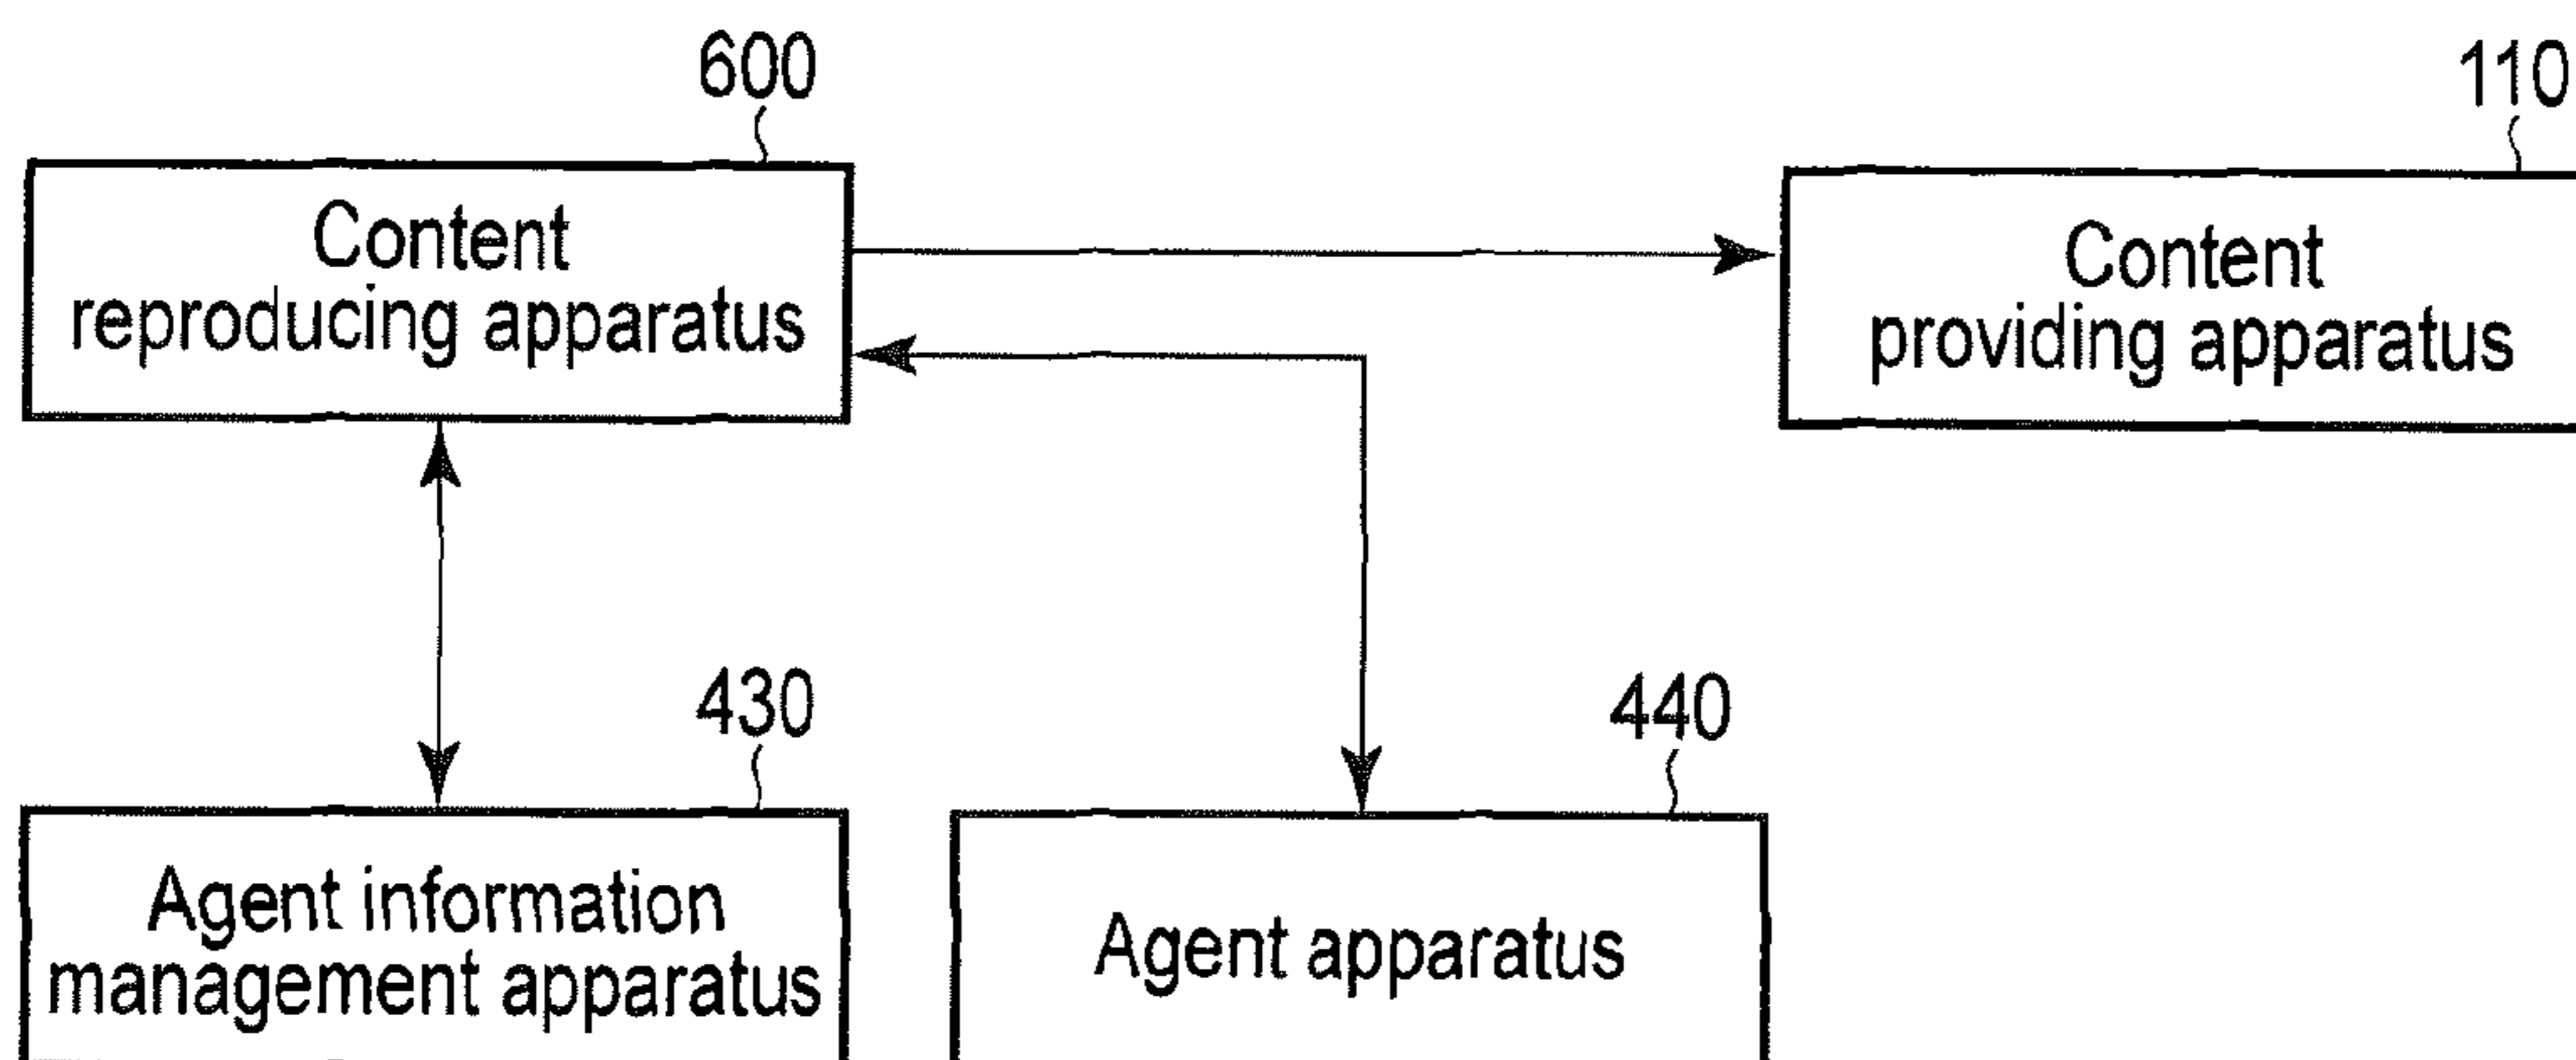 600
110
Content
reproducing apparatus
Content
providing apparatus
430
440
Agent information
management apparatus
Agent apparatus